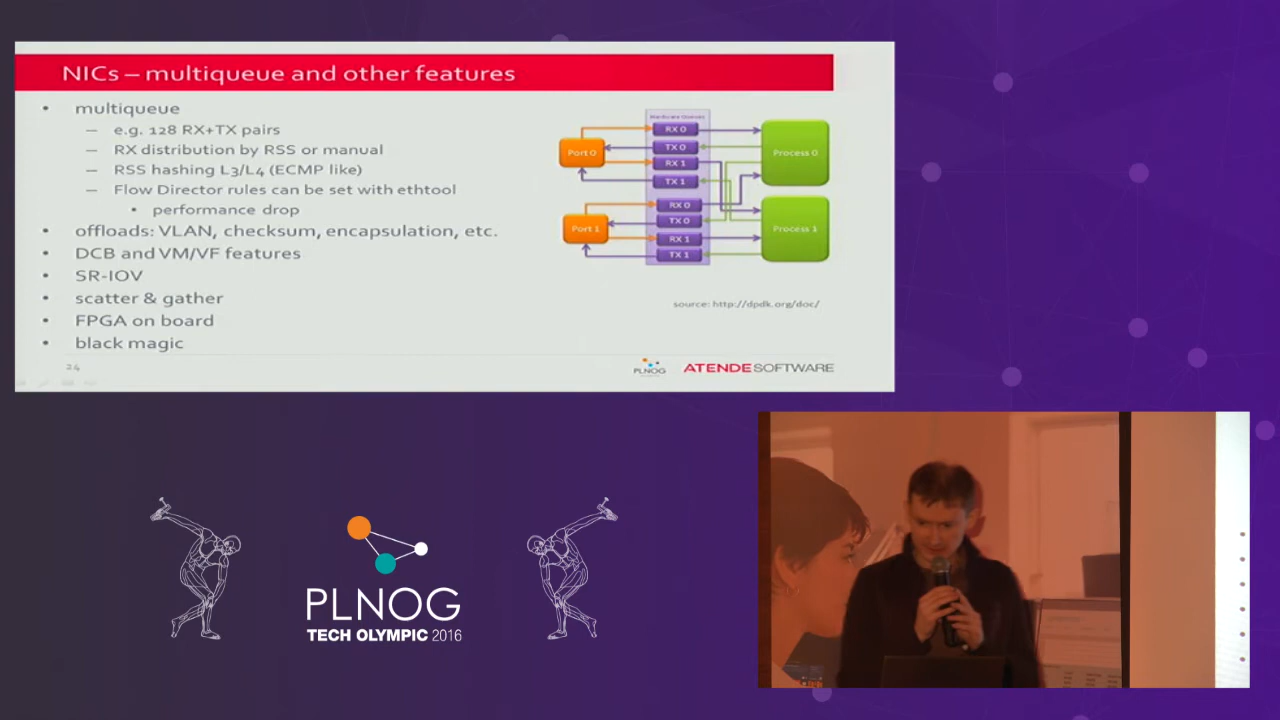 NICs – multiqueue and other features
• multiqueue
– e.g. 128 RX+TX pairs
– RX distribution by RSS or manual
– RSS hashing L3/L4 (ECMP like)
– Flow Director rules can be set with ethtool
• performance drop
• offloads: VLAN, checksum, encapsulation, etc.
• DCB and VM/VF features
• SR-IOV
• scatter & gather
• FPGA on board
• black magic
Hardware Queues
Port 0
RX 0
TX 0
RX 1
TX 1
Process 0
Port 1
RX 0
TX 0
RX 1
TX 1
Process 1
source: http://dpdk.org/doc/
24
PLNOG
ATENDESOFTWARE
PLNOG
TECH OLYMPIC 2016